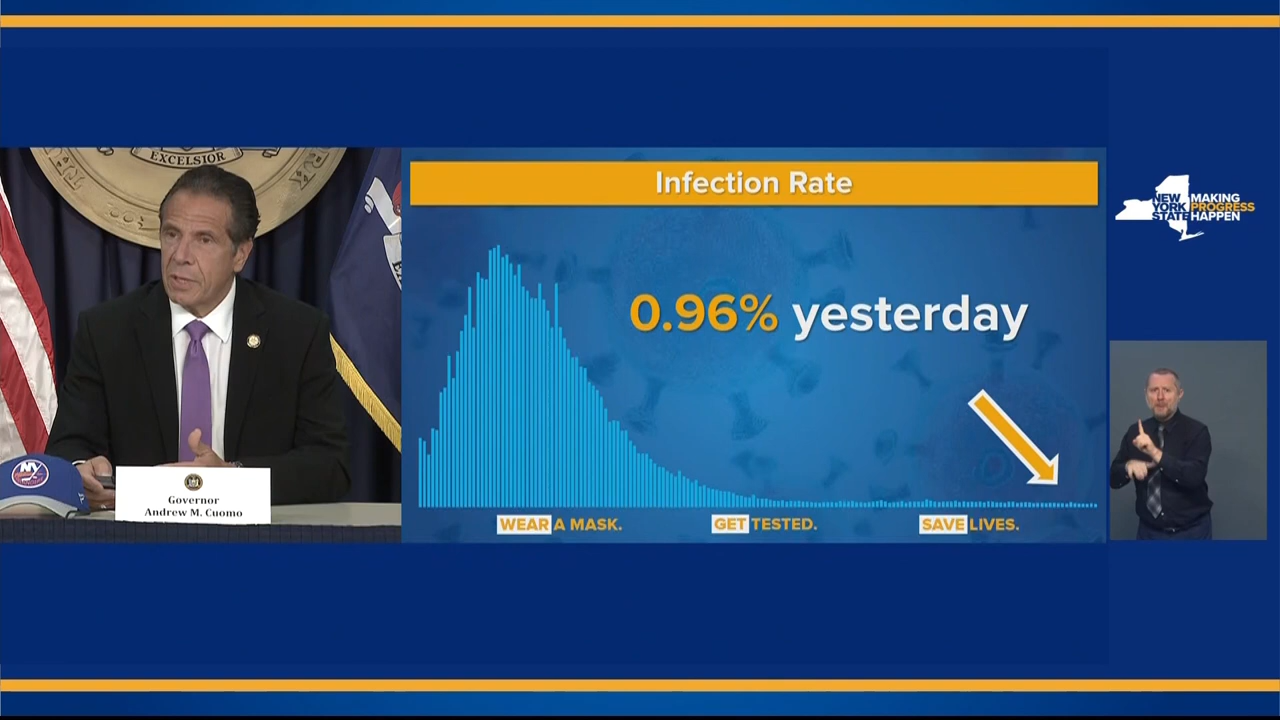 EXCELSIOR
Infection Rate
0.96% yesterday
WEAR A MASK.
GET TESTED.
SAVE LIVES.
NY
Governor
Andrew M. Cuomo
NEW
YORK
STATE
MAKING
PROGRESS
HAPPEN